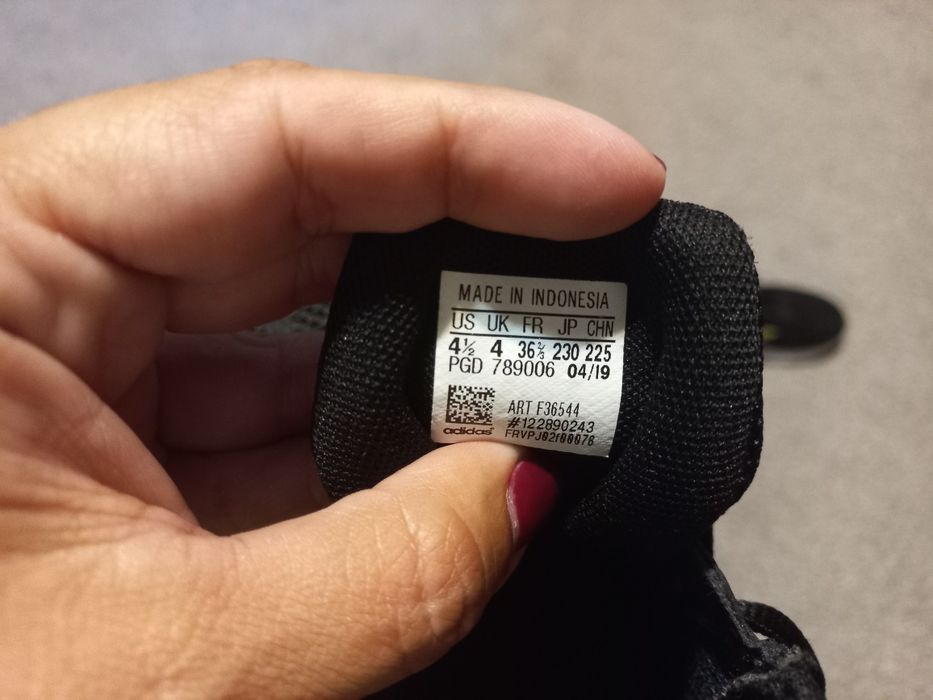 MADE IN INDONESIA
US UK FR JP CHN
4½ 4 36⅔ 230 225
PGD 789006 04/19
ART F36544
#122890243
FRVPJ02f00076
adidas